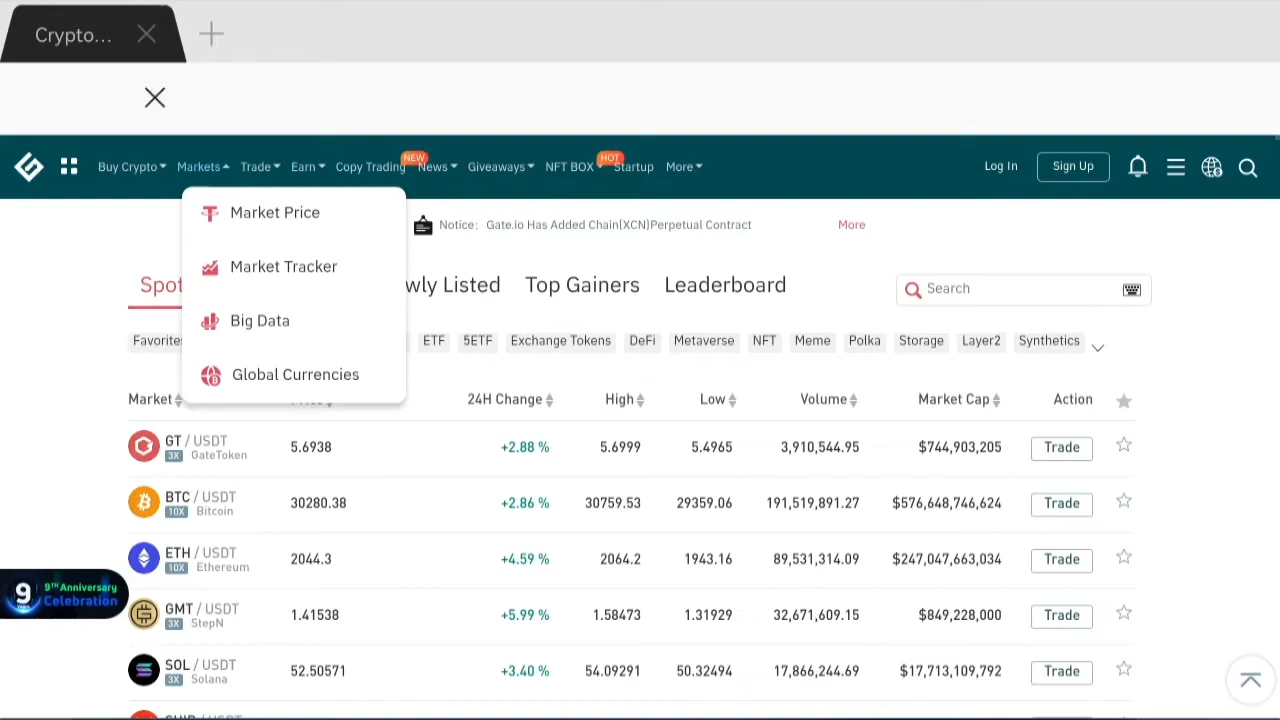 Crypto...
Buy Crypto Markets Trade Earn Copy Trading NEW News Giveaways NFT BOX HOT Startup More Log In Sign Up
Market Price
Market Tracker
Big Data
Global Currencies
Notice: Gate.io Has Added Chain(XCN)Perpetual Contract More
Spot wly Listed Top Gainers Leaderboard Search
Favorites ETF 5ETF Exchange Tokens DeFi Metaverse NFT Meme Polka Storage Layer2 Synthetics
Market 24H Change High Low Volume Market Cap Action
GT / USDT 5.6938 +2.88 % 5.6999 5.4965 3,910,544.95 $744,903,205 Trade
3X GateToken
BTC / USDT 30280.38 +2.86 % 30759.53 29359.06 191,519,891.27 $576,648,746,624 Trade
10X Bitcoin
ETH / USDT 2044.3 +4.59 % 2064.2 1943.16 89,531,314.09 $247,047,663,034 Trade
10X Ethereum
9 9TH Anniversary
Celebration
GMT / USDT 1.41538 +5.99 % 1.58473 1.31929 32,671,609.15 $849,228,000 Trade
3X StepN
SOL / USDT 52.50571 +3.40 % 54.09291 50.32494 17,866,244.69 $17,713,109,792 Trade
3X Solana